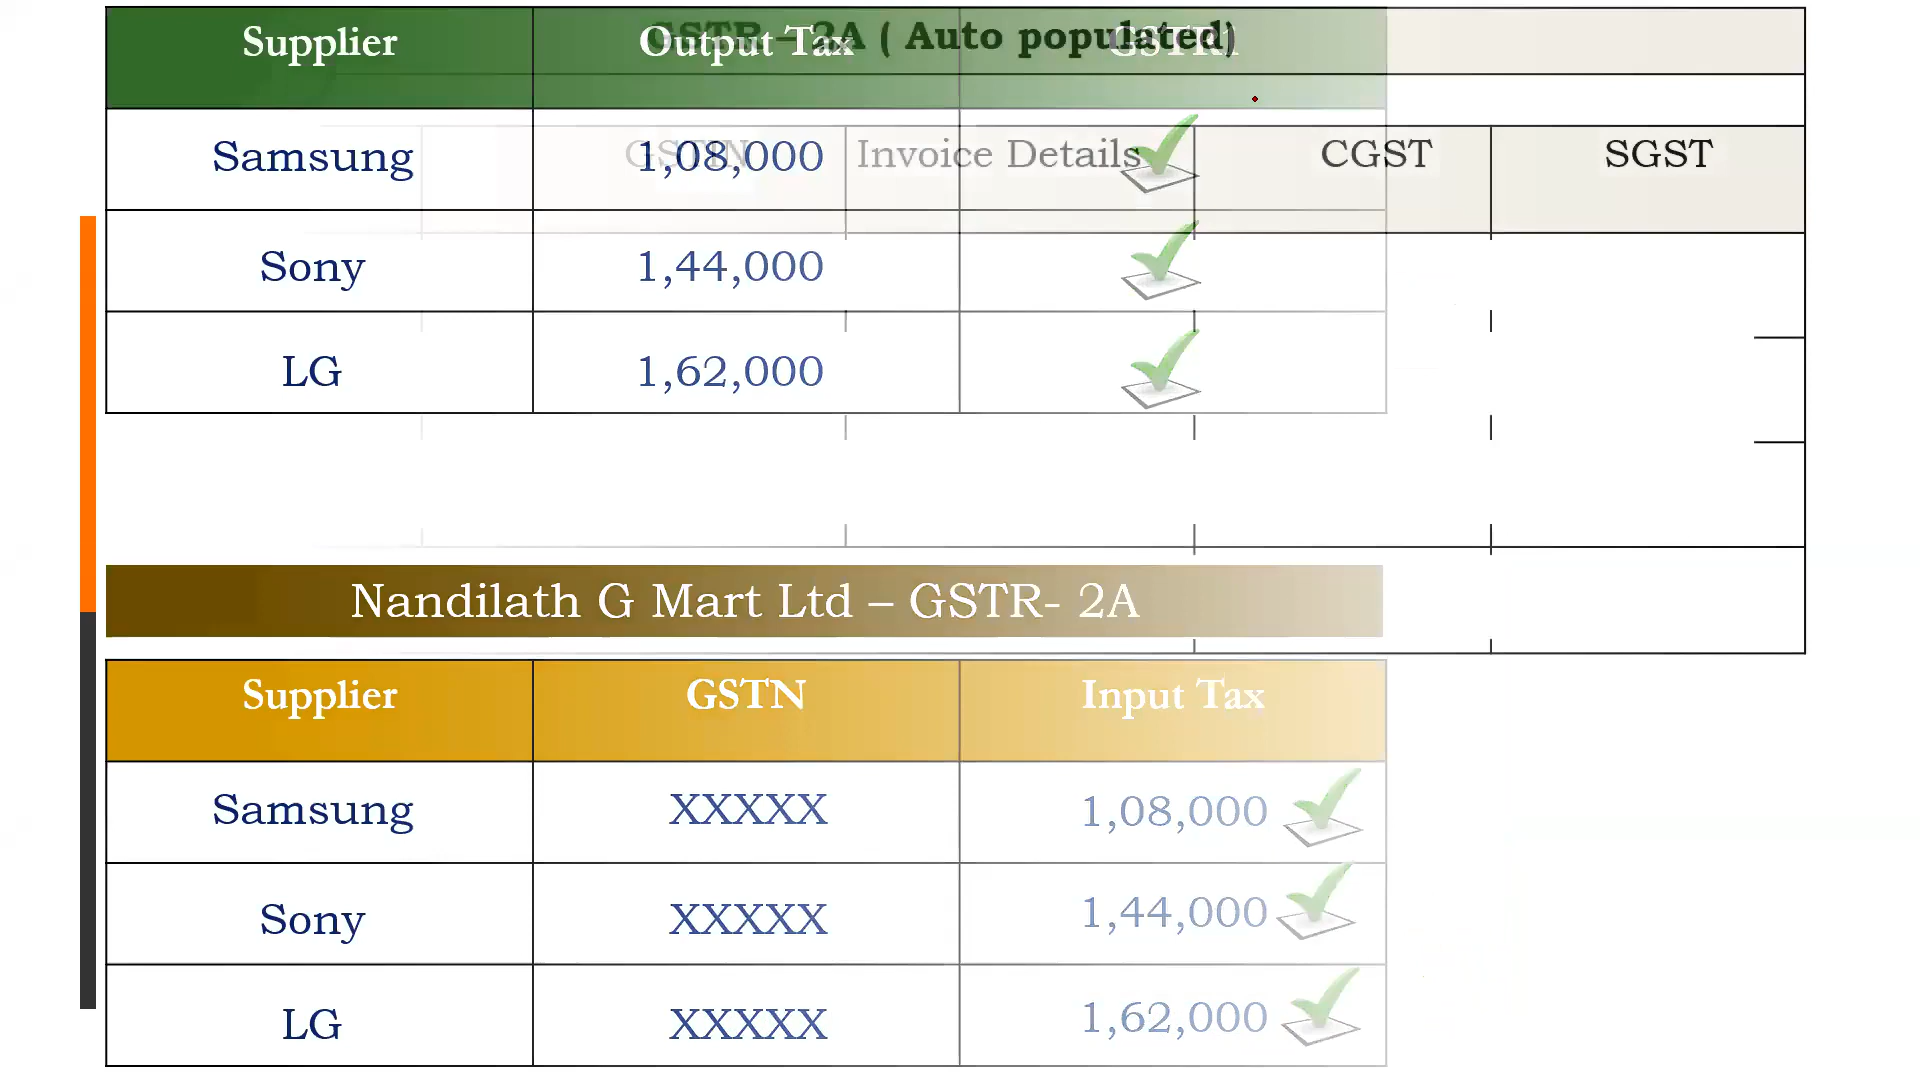 GSTR – 2A ( Auto populated)
Supplier Output Tax GSTR1
GSTN Invoice Details CGST SGST
Samsung 1,08,000
Sony 1,44,000
LG 1,62,000
Nandilath G Mart Ltd – GSTR- 2A
Supplier GSTN Input Tax
Samsung XXXXX 1,08,000
Sony XXXXX 1,44,000
LG XXXXX 1,62,000